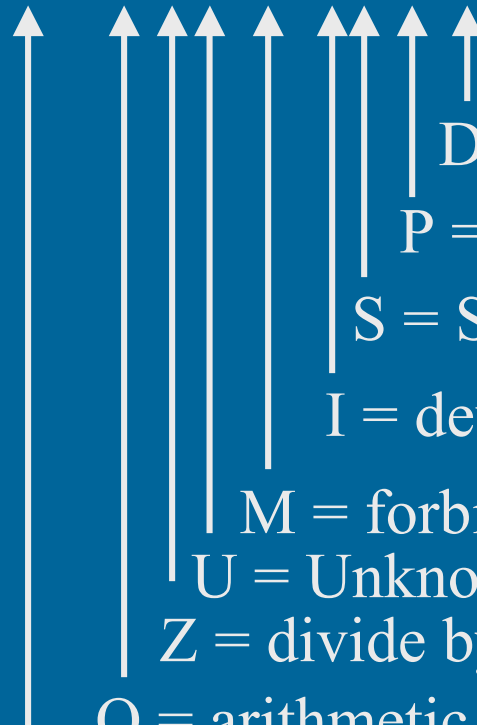 D
P =
S = S
I = de
M = forb
U = Unkno
Z = divide b
O = arithmetic